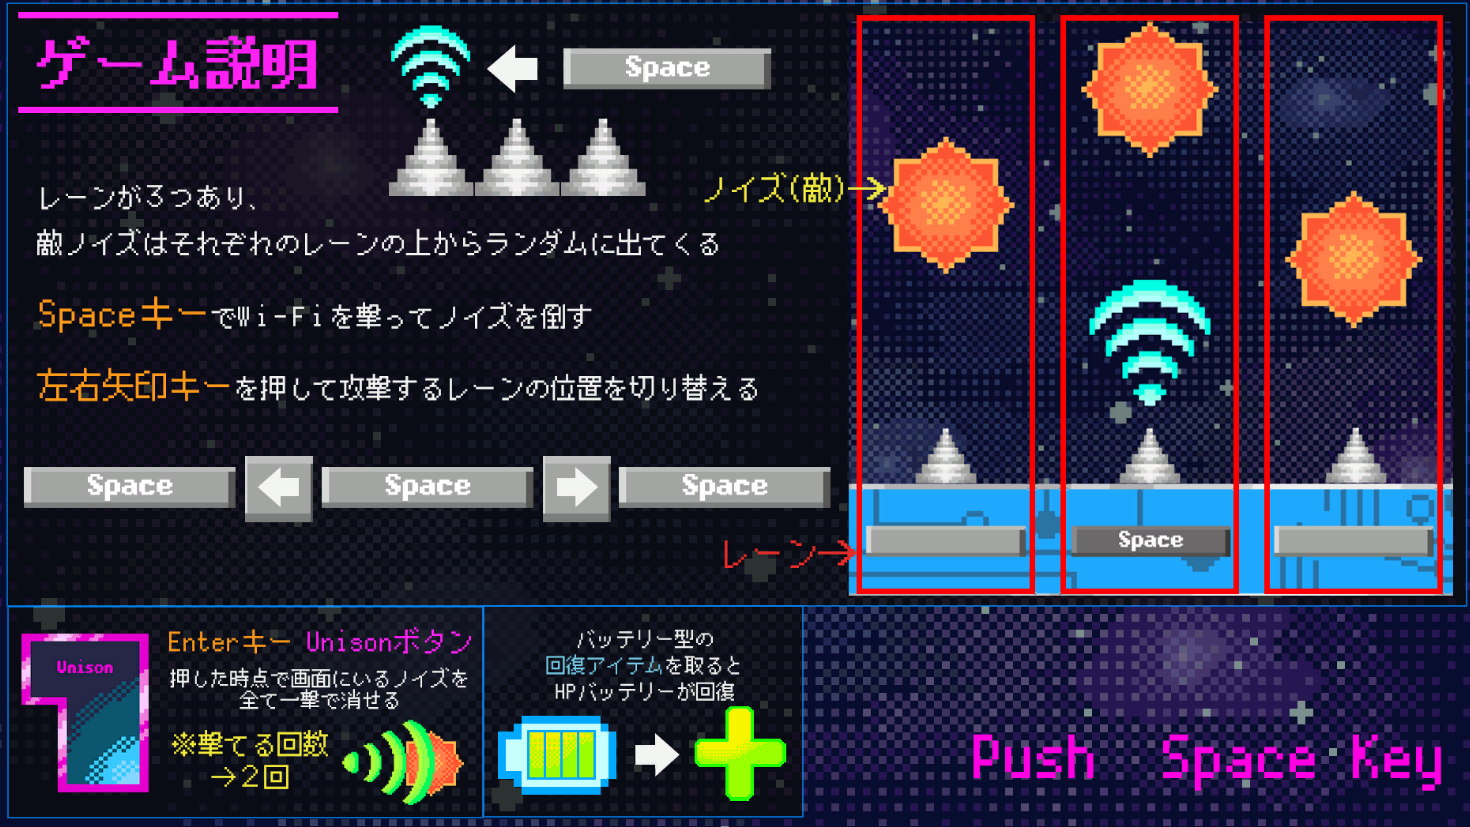 ゲーム説明
Space
レーンが3つあり、
敵ノイズはそれぞれのレーンの上からランダムに出てくる
SpaceキーでWi-Fiを撃ってノイズを倒す
左右矢印キーを押して攻撃するレーンの位置を切り替える
Space
Space
Space
ノイズ(敵)→
レーン→
Space
Unison
Enterキー Unisonボタン
押した時点で画面にいるノイズを
全て一撃で消せる
※撃てる回数
→2回
バッテリー型の
回復アイテムを取ると
HPバッテリーが回復
Push Space Key